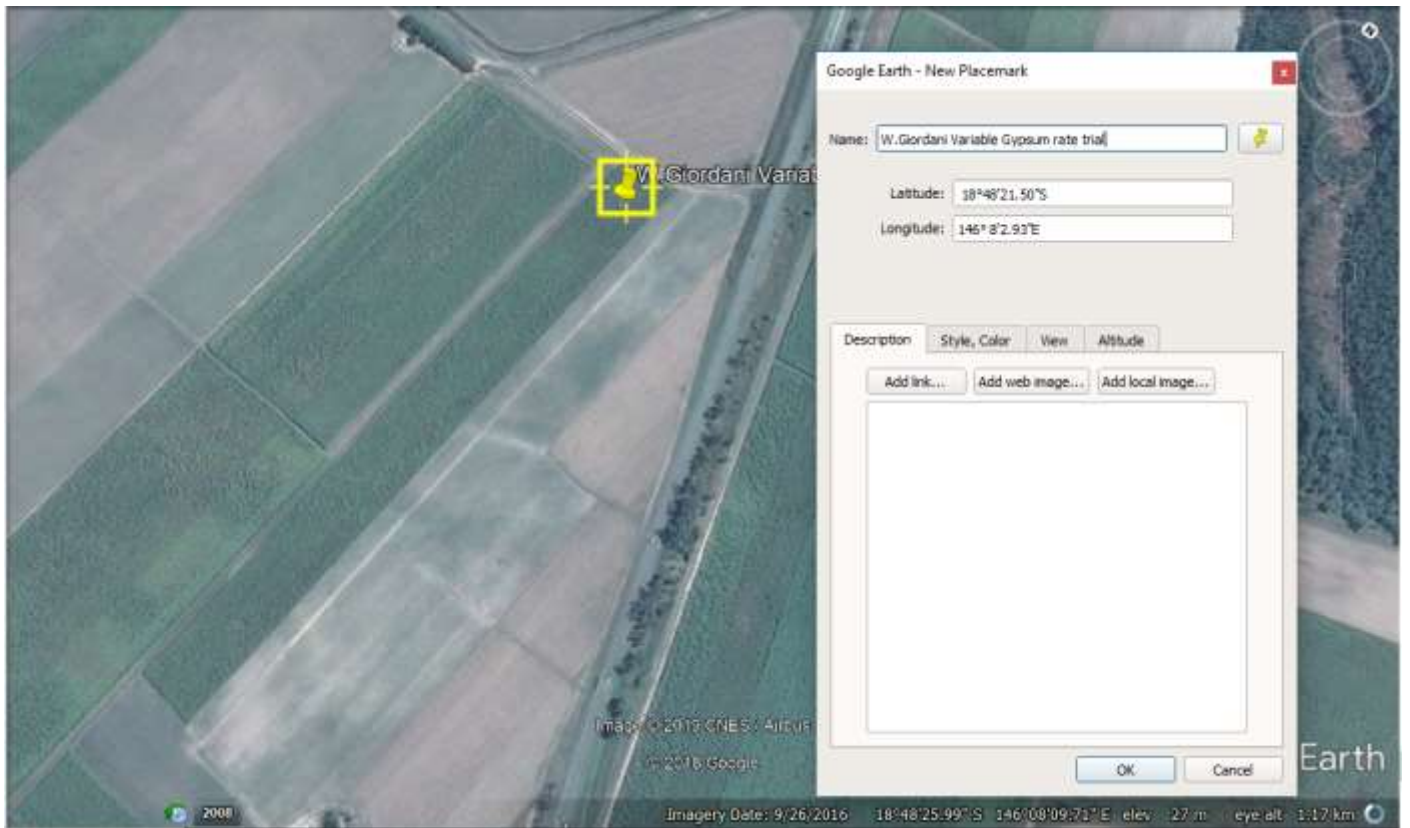 Google Earth - New Placemark
x
Name: W.Giordani Variable Gypsum rate trial
W.Giordani Variab
Latitude: 18°48'21.50"S
Longitude: 146° 8'2.93"E
Description Style, Color View Altitude
Add link... Add web image... Add local image...
Image © 2019 CNES / Airbus
© 2018 Google
OK Cancel
Earth
2008
Imagery Date: 9/26/2016 18°48'25.99" S 146°08'09.71" E elev 27 m eye alt 1.17 km